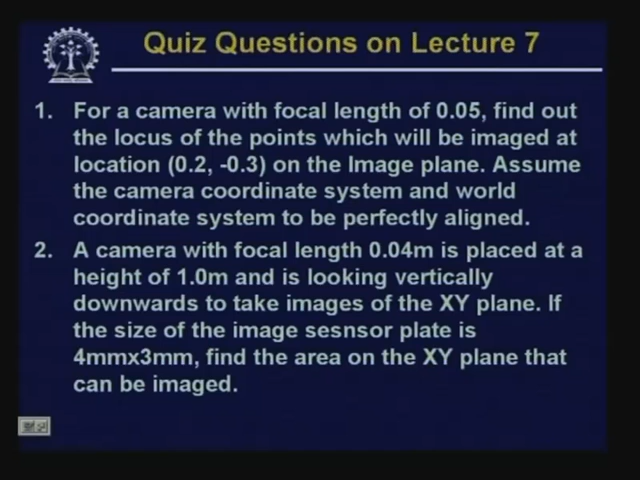 Quiz Questions on Lecture 7
1. For a camera with focal length of 0.05, find out
the locus of the points which will be imaged at
location (0.2, -0.3) on the Image plane. Assume
the camera coordinate system and world
coordinate system to be perfectly aligned.
2. A camera with focal length 0.04m is placed at a
height of 1.0m and is looking vertically
downwards to take images of the XY plane. If
the size of the image sesnsor plate is
4mmx3mm, find the area on the XY plane that
can be imaged.